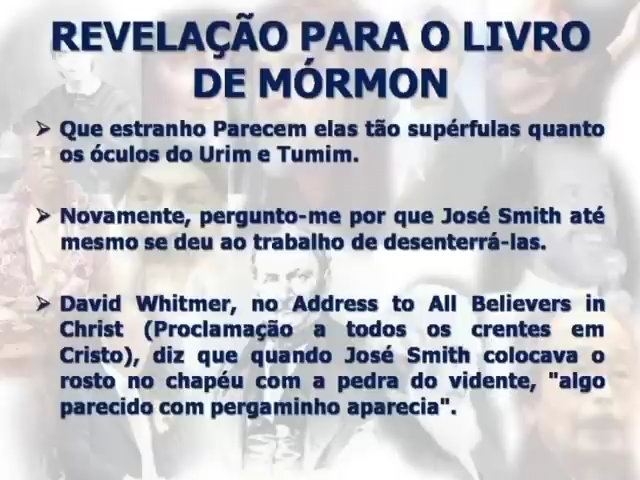 REVELAÇÃO PARA O LIVRO
DE MÓRMON
➢ Que estranho Parecem elas tão supérfulas quanto
os óculos do Urim e Tumim.
➢ Novamente, pergunto-me por que José Smith até
mesmo se deu ao trabalho de desenterrá-las.
➢ David Whitmer, no Address to All Believers in
Christ (Proclamação a todos os crentes em
Cristo), diz que quando José Smith colocava o
rosto no chapéu com a pedra do vidente, "algo
parecido com pergaminho aparecia".